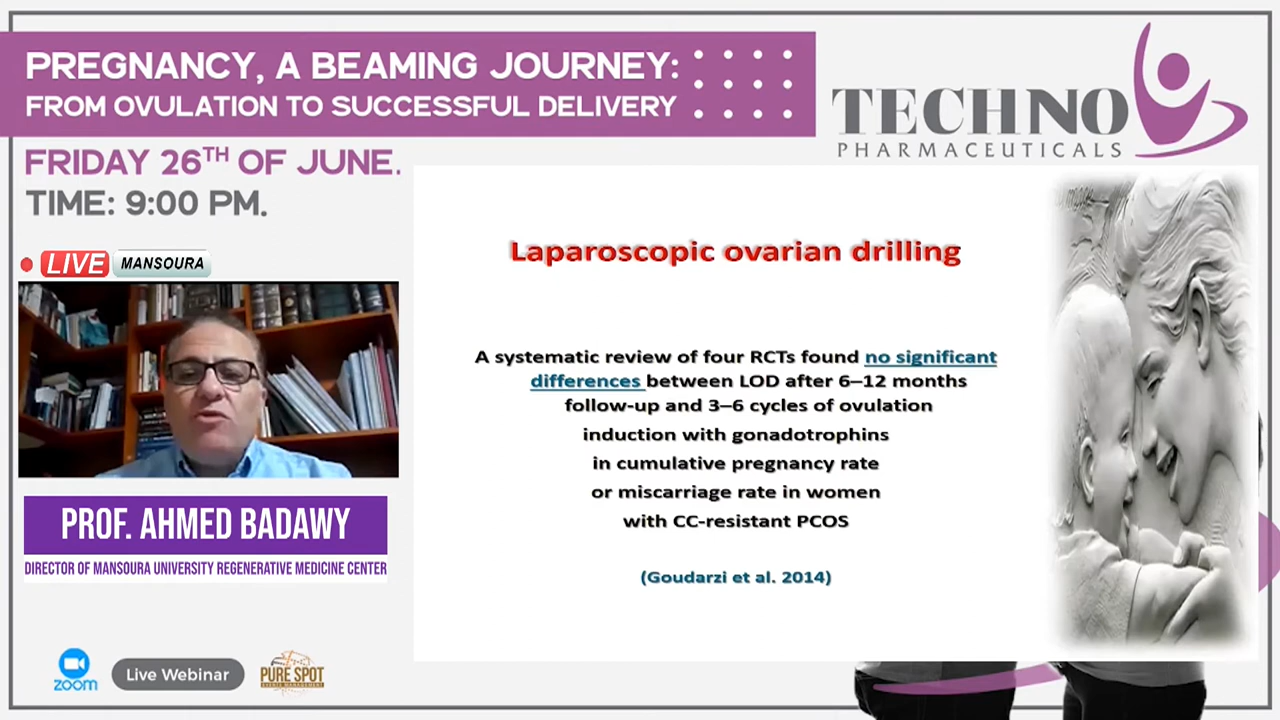 PREGNANCY, A BEAMING JOURNEY:
FROM OVULATION TO SUCCESSFUL DELIVERY
TECHNO
PHARMACEUTICALS
FRIDAY 26TH OF JUNE.
TIME: 9:00 PM.
LIVE MANSOURA
PROF. AHMED BADAWY
DIRECTOR OF MANSOURA UNIVERSITY REGENERATIVE MEDICINE CENTER
Laparoscopic ovarian drilling
A systematic review of four RCTs found no significant
differences between LOD after 6–12 months
follow-up and 3–6 cycles of ovulation
induction with gonadotrophins
in cumulative pregnancy rate
or miscarriage rate in women
with CC-resistant PCOS
(Goudarzi et al. 2014)
zoom
Live Webinar
PURE SPOT
EVENTS MANAGEMENT